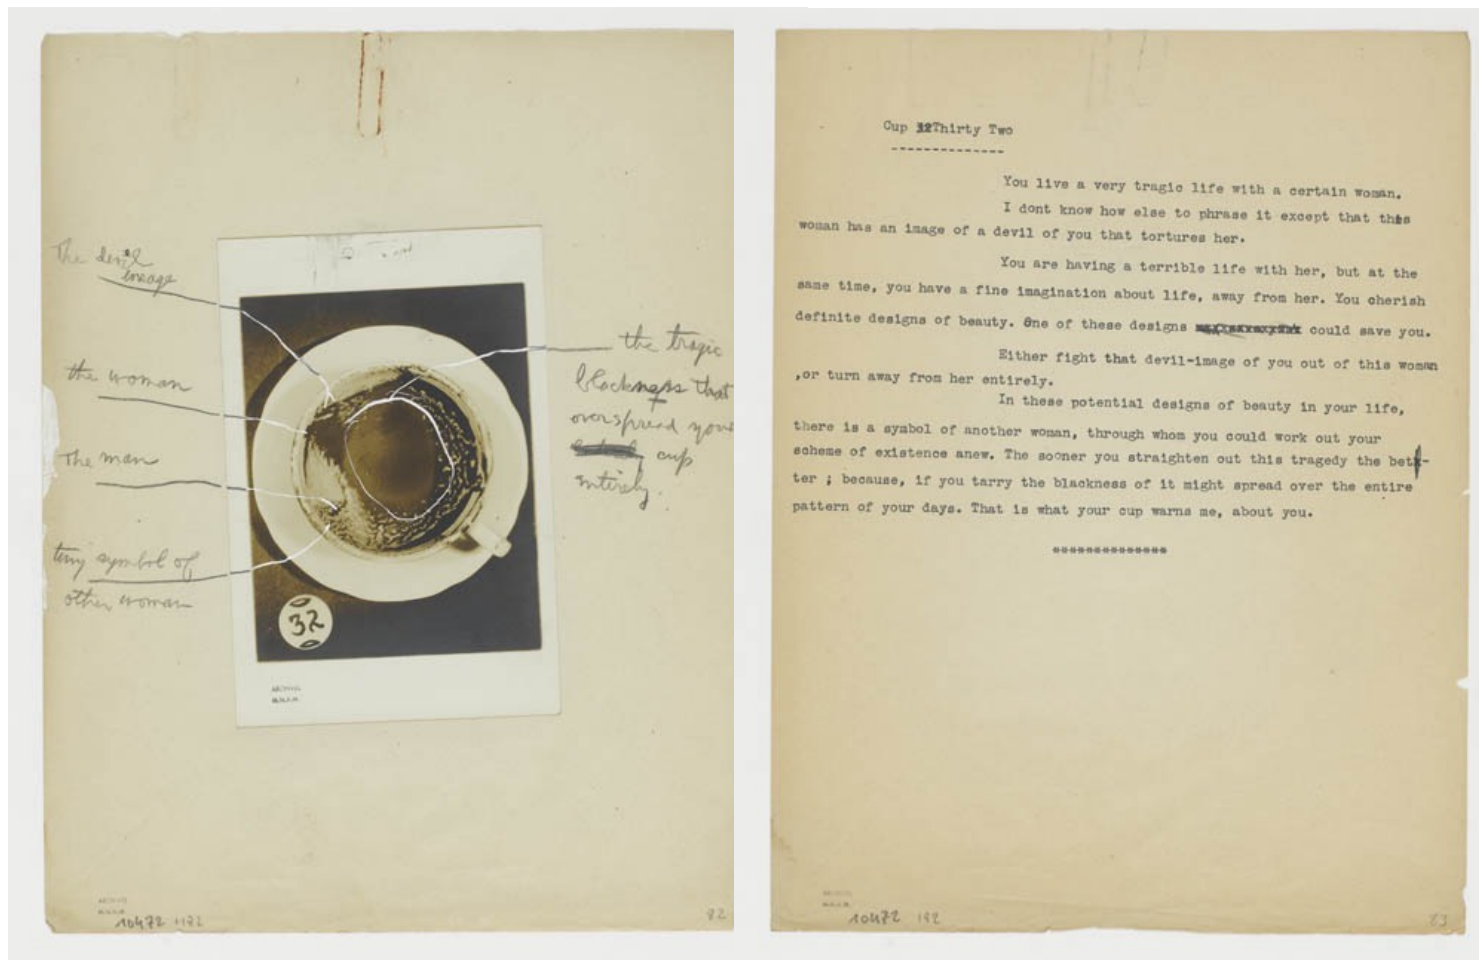 the devil
image
the woman
the man
tiny symbol of
other woman
the tragic
blackness that
overspread your
cup
entirely.
32
ARCHIVES
M.N.A.M.
10472 192
82
Cup 32Thirty Two
--------------
You live a very tragic life with a certain woman.
I dont know how else to phrase it except that this
woman has an image of a devil of you that tortures her.
You are having a terrible life with her, but at the
same time, you have a fine imagination about life, away from her. You cherish
definite designs of beauty. One of these designs could save you.
Either fight that devil-image of you out of this woman
,or turn away from her entirely.
In these potential designs of beauty in your life,
there is a symbol of another woman, through whom you could work out your
scheme of existence anew. The sooner you straighten out this tragedy the bet-
ter ; because, if you tarry the blackness of it might spread over the entire
pattern of your days. That is what your cup warns me, about you.
**************
10472 192
83